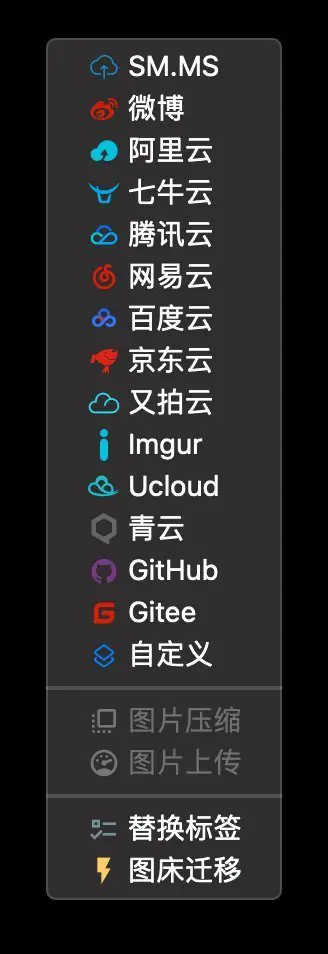 SM.MS
微博
阿里云
七牛云
腾讯云
网易云
百度云
京东云
又拍云
Imgur
Ucloud
青云
GitHub
Gitee
自定义
图片压缩
图片上传
替换标签
图床迁移